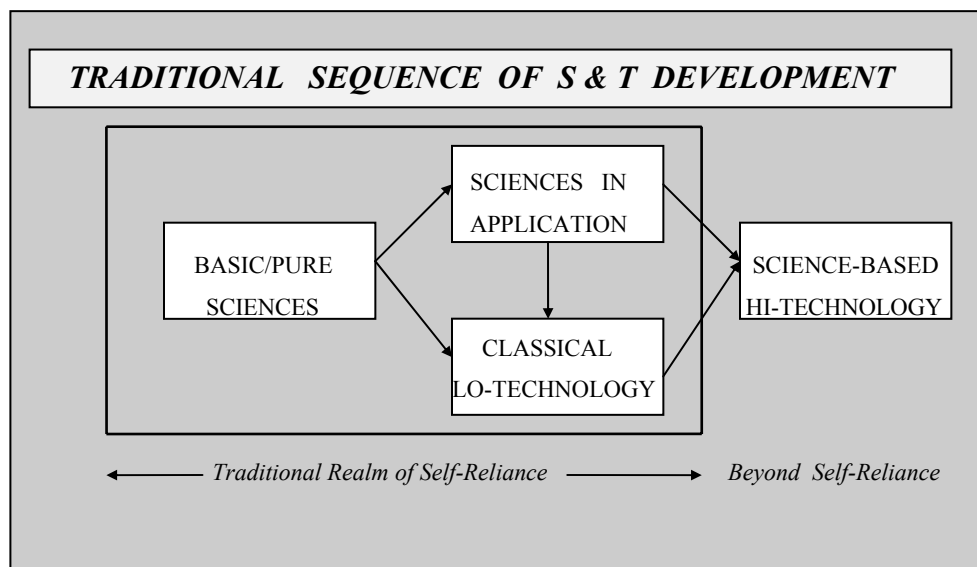 TRADITIONAL SEQUENCE OF S & T DEVELOPMENT
SCIENCES IN
APPLICATION
BASIC/PURE
SCIENCES
SCIENCE-BASED
HI-TECHNOLOGY
CLASSICAL
LO-TECHNOLOGY
Traditional Realm of Self-Reliance
Beyond Self-Reliance